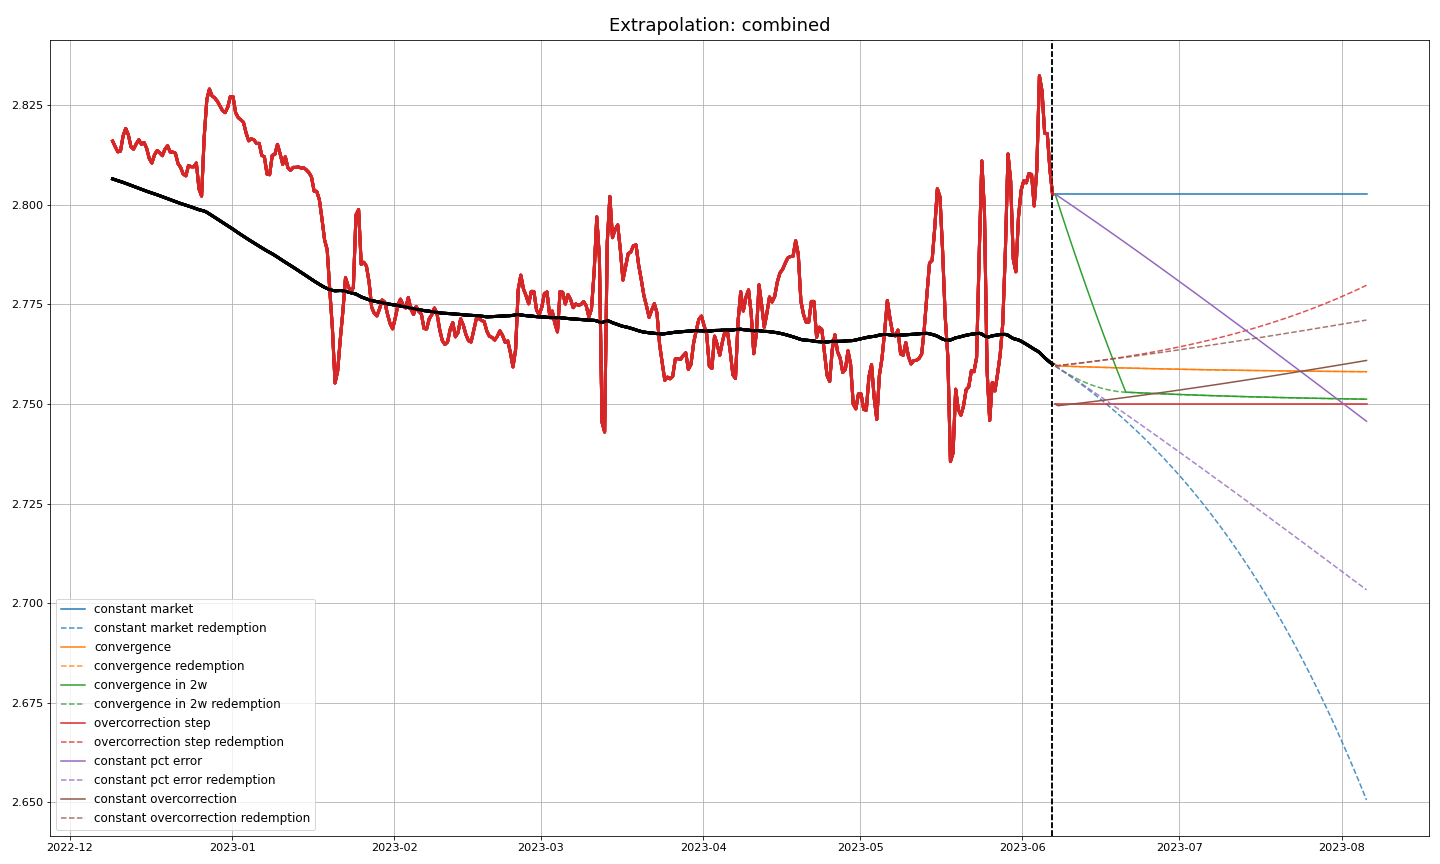 Extrapolation: combined
2.825
2.800
2.775
2.750
2.725
2.700
2.675
2.650
constant market
constant market redemption
convergence
convergence redemption
convergence in 2w
convergence in 2w redemption
overcorrection step
overcorrection step redemption
constant pct error
constant pct error redemption
constant overcorrection
constant overcorrection redemption
2022-12 2023-01 2023-02 2023-03 2023-04 2023-05 2023-06 2023-07 2023-08